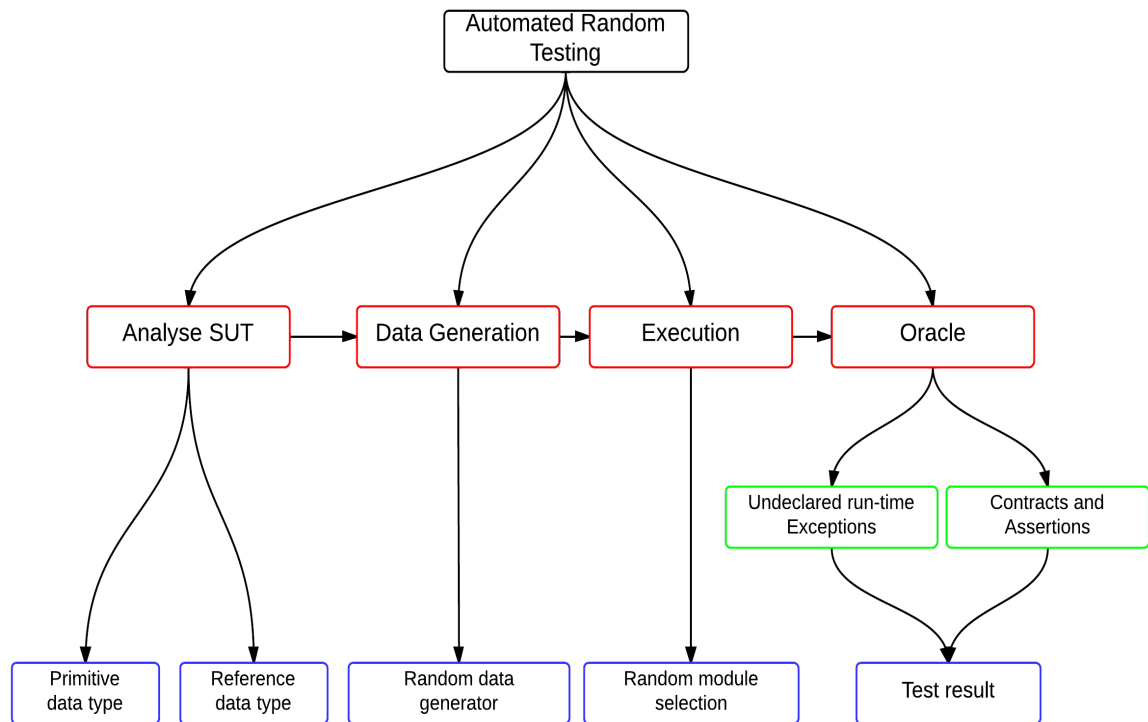 Automated Random
Testing
Analyse SUT
Data Generation
Execution
Oracle
Undeclared run-time
Exceptions
Contracts and
Assertions
Primitive
data type
Reference
data type
Random data
generator
Random module
selection
Test result